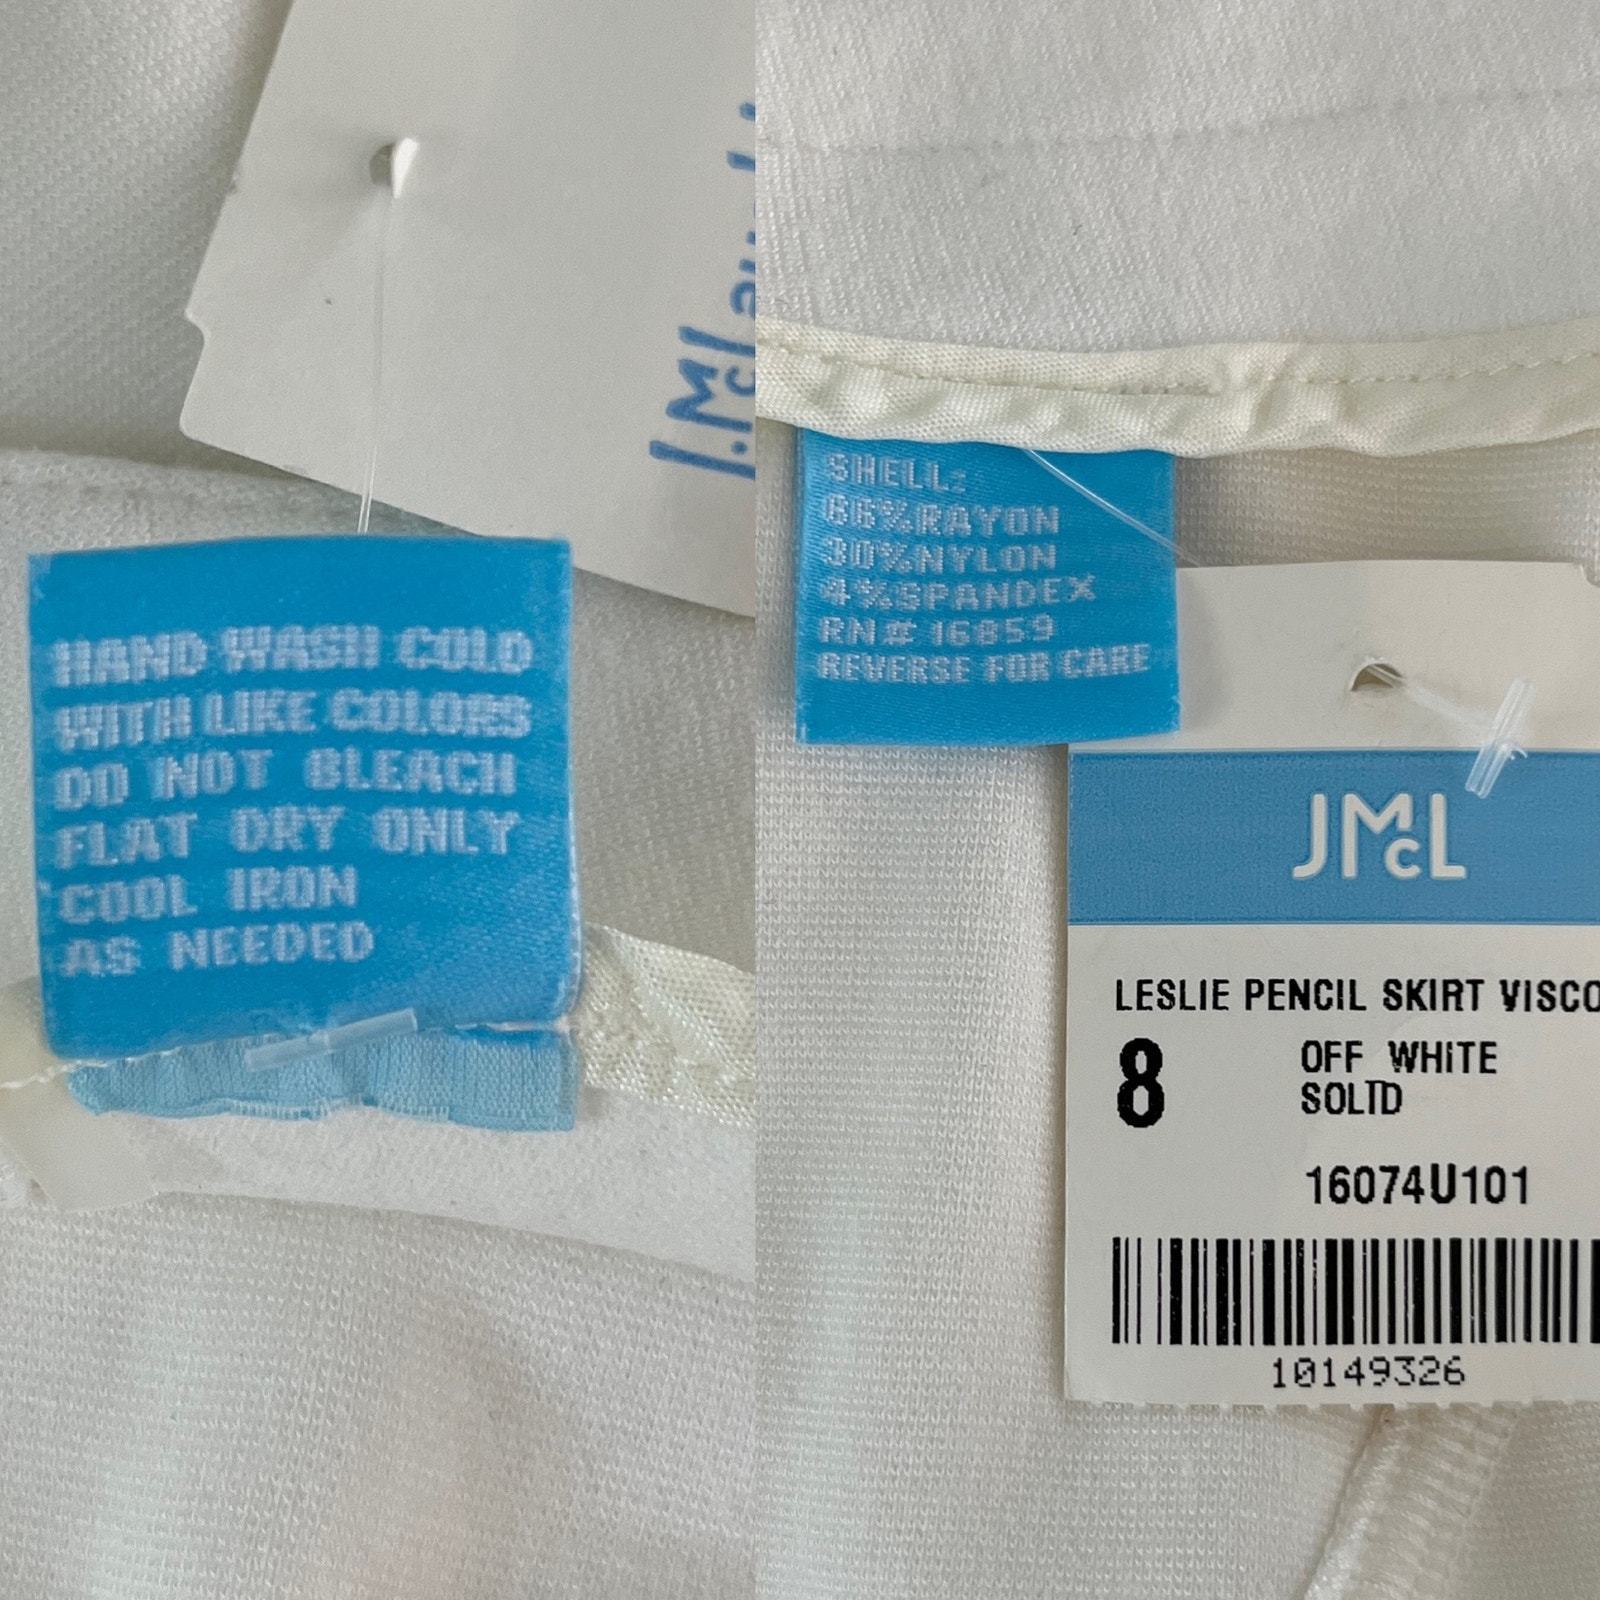 J.McLaughlin
HAND WASH COLD
WITH LIKE COLORS
DO NOT BLEACH
FLAT DRY ONLY
COOL IRON
AS NEEDED
SHELL:
66%RAYON
30%NYLON
4%SPANDEX
RN# 16859
REVERSE FOR CARE
JMcL
LESLIE PENCIL SKIRT VISCO
8
OFF WHITE
SOLID
16074U101
10149326